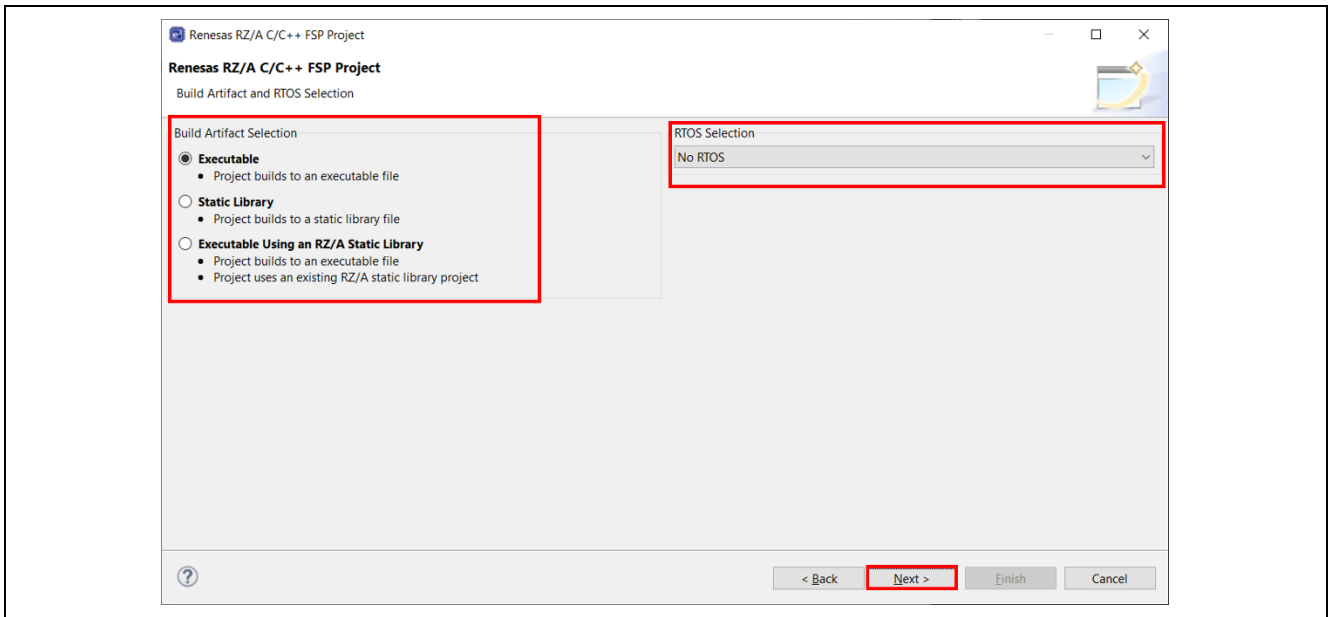 Renesas RZ/A C/C++ FSP Project
Renesas RZ/A C/C++ FSP Project
Build Artifact and RTOS Selection
Build Artifact Selection
Executable
• Project builds to an executable file
Static Library
• Project builds to a static library file
Executable Using an RZ/A Static Library
• Project builds to an executable file
• Project uses an existing RZ/A static library project
RTOS Selection
No RTOS
? < Back Next > Finish Cancel